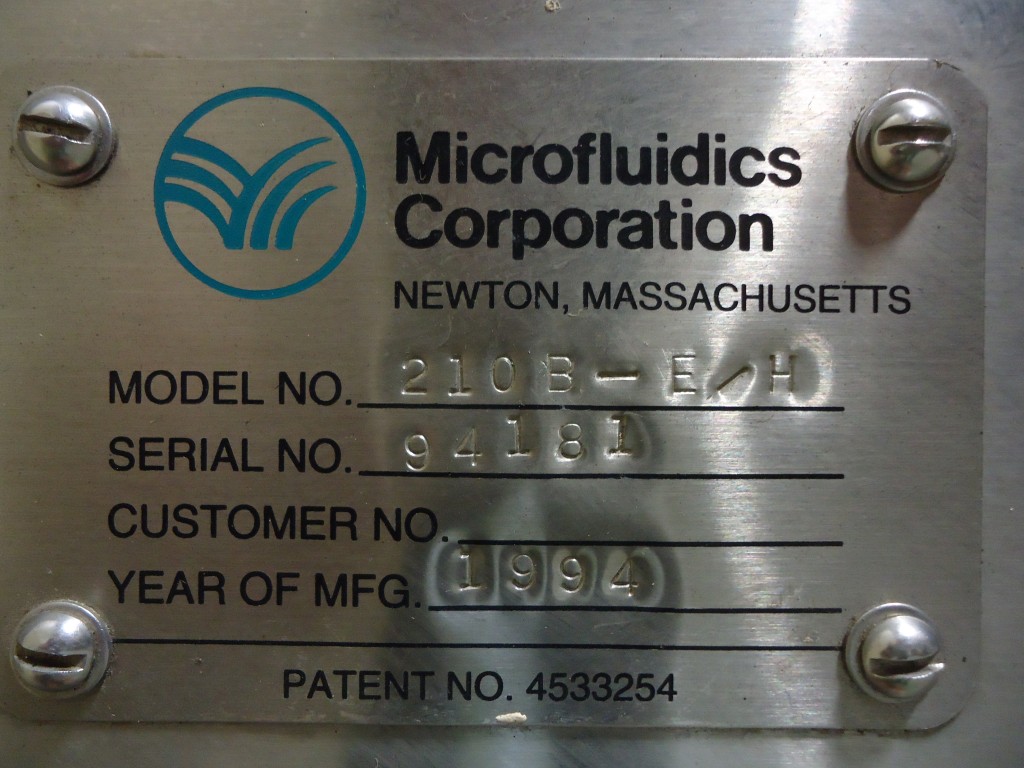 Microfluidics
Corporation
NEWTON, MASSACHUSETTS
MODEL NO. 210B-E/H
SERIAL NO. 94181
CUSTOMER NO.
YEAR OF MFG. 1994
PATENT NO. 4533254